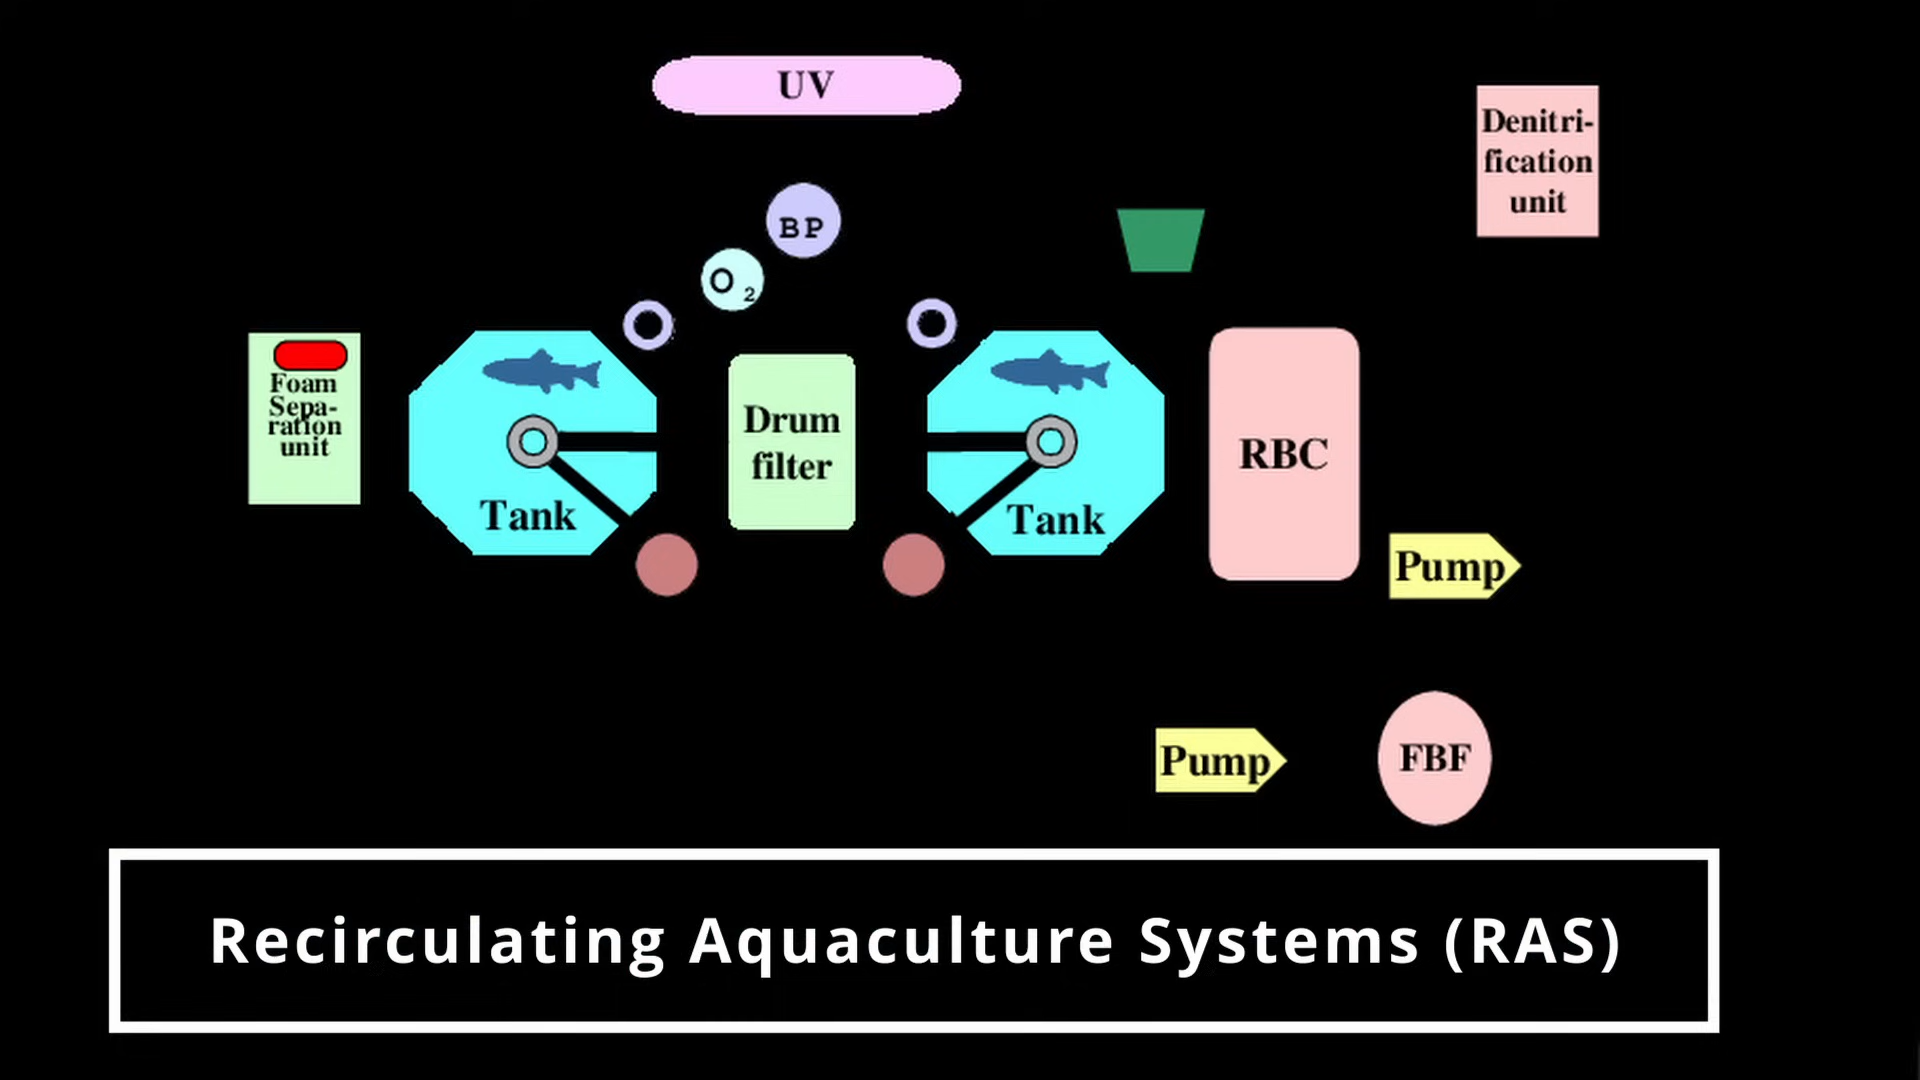 UV
Denitri-
fication
unit
BP
O 2
Foam
Sepa-
ration
unit
Drum
filter
Tank
Tank
RBC
Pump
Pump
FBF
Recirculating Aquaculture Systems (RAS)